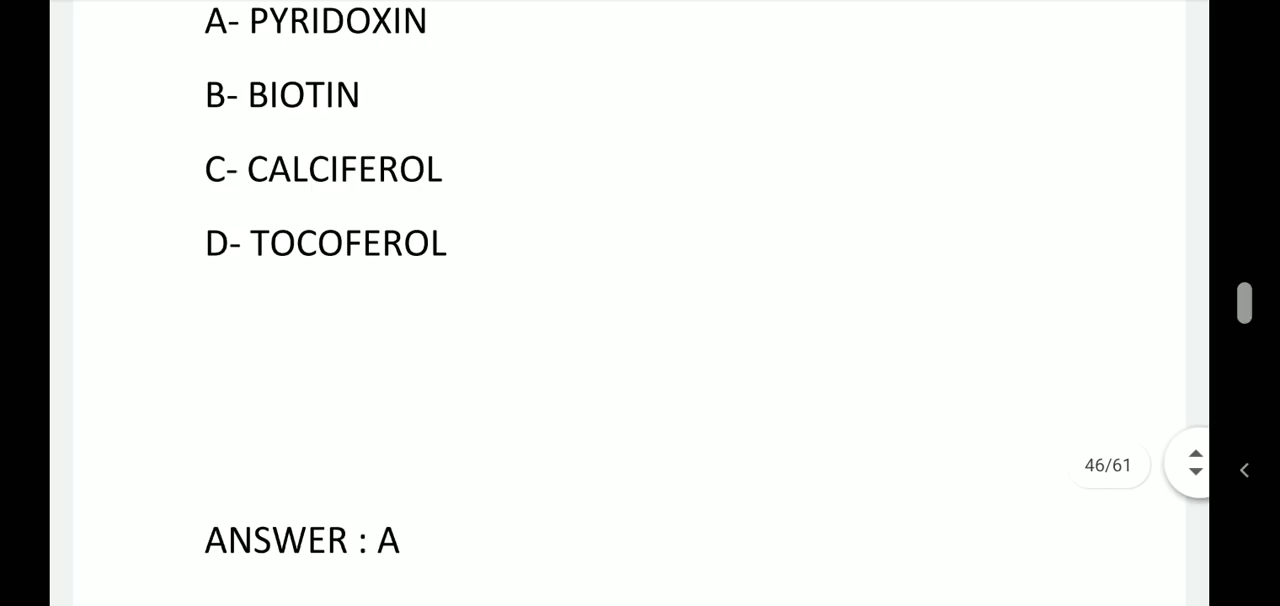 A- PYRIDOXIN
B- BIOTIN
C- CALCIFEROL
D- TOCOFEROL
46/61
ANSWER : A